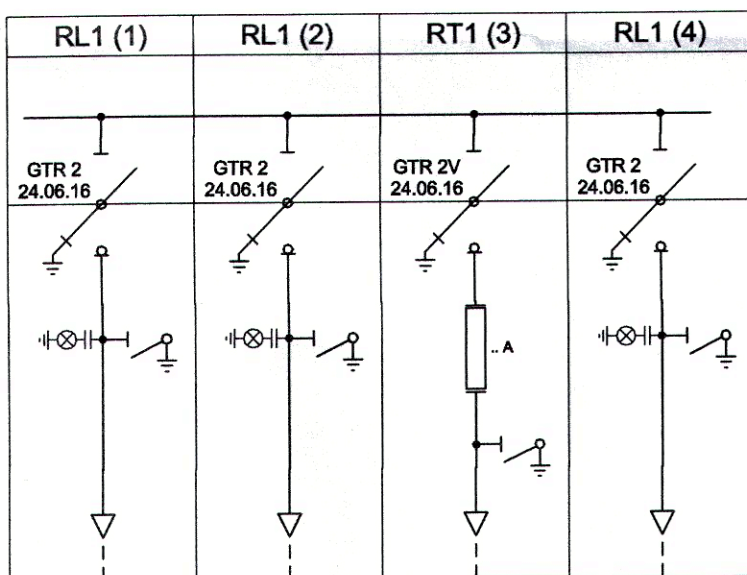 RL1 (1)
RL1 (2)
RT1 (3)
RL1 (4)
GTR 2
24.06.16
GTR 2
24.06.16
GTR 2V
24.06.16
GTR 2
24.06.16
.. A